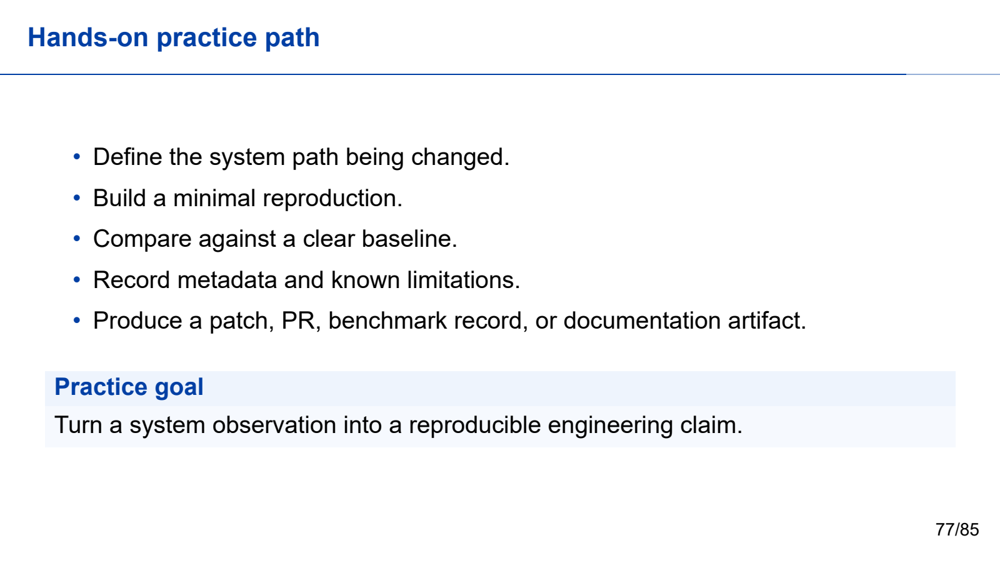 Hands-on practice path
• Define the system path being changed.
• Build a minimal reproduction.
• Compare against a clear baseline.
• Record metadata and known limitations.
• Produce a patch, PR, benchmark record, or documentation artifact.
Practice goal
Turn a system observation into a reproducible engineering claim.
77/85